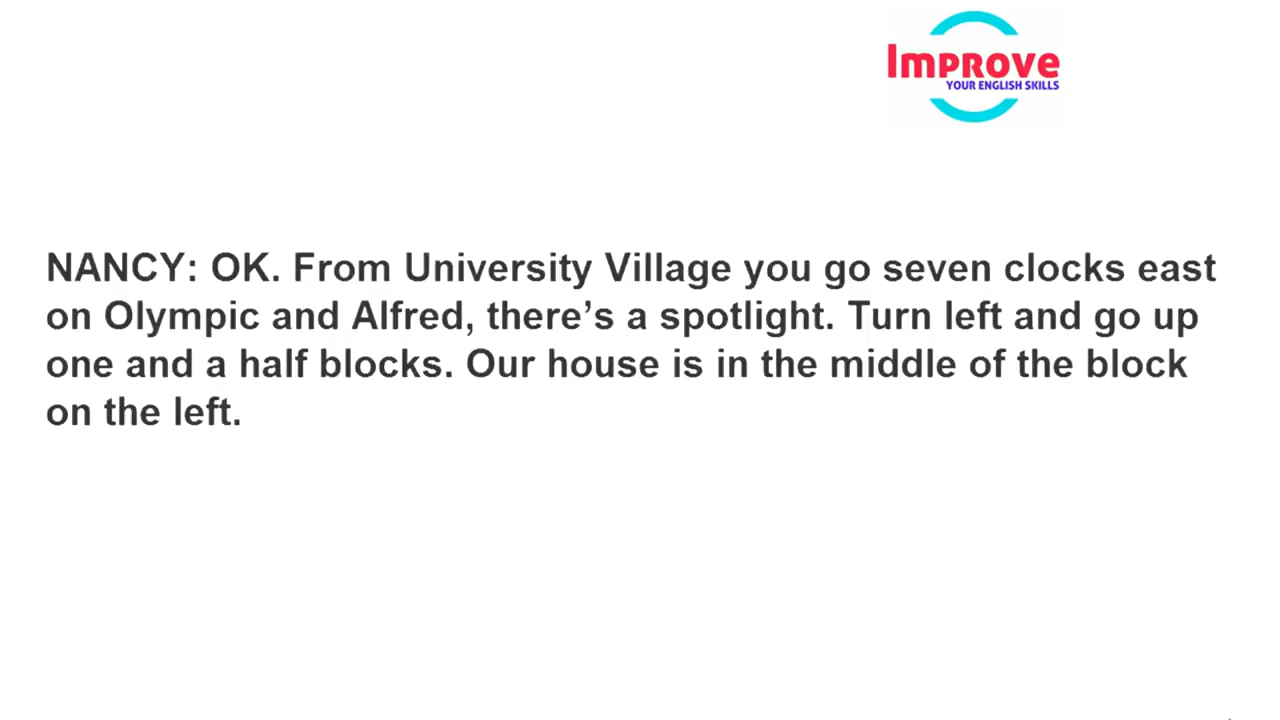 Improve
YOUR ENGLISH SKILLS
NANCY: OK. From University Village you go seven clocks east
on Olympic and Alfred, there’s a spotlight. Turn left and go up
one and a half blocks. Our house is in the middle of the block
on the left.